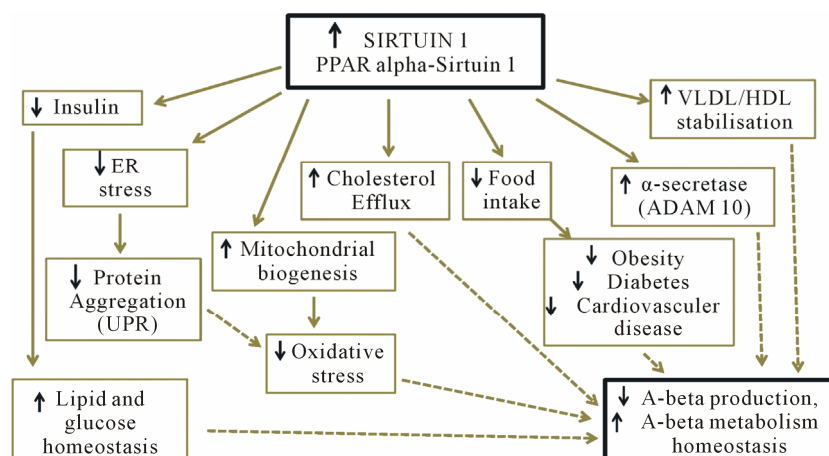 ↑ SIRTUIN 1
PPAR alpha-Sirtuin 1
↓ Insulin
↑ VLDL/HDL
stabilisation
↓ ER
stress
↑ Cholesterol
Efflux
↓ Food
intake
↑ α-secretase
(ADAM 10)
↑ Mitochondrial
biogenesis
↓ Obesity
↓ Diabetes
↓ Cardiovasculer
disease
↓ Protein
Aggregation
(UPR)
↓ Oxidative
stress
↑ Lipid and
glucose
homeostasis
↓ A-beta production,
↑ A-beta metabolism
homeostasis